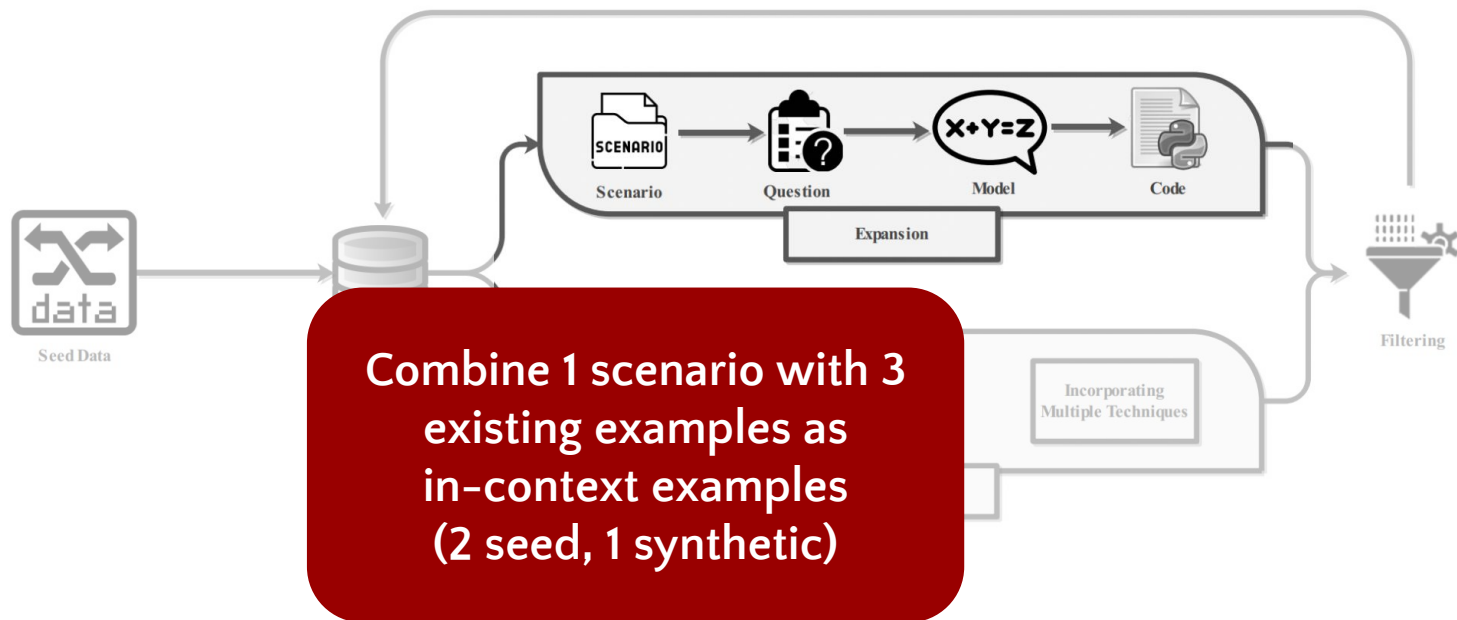 SCENARIO
Scenario
?
Question
X+Y=Z
Model
Code
Expansion
data
Seed Data
Filtering
Combine 1 scenario with 3
existing examples as
in-context examples
(2 seed, 1 synthetic)
Incorporating
Multiple Techniques